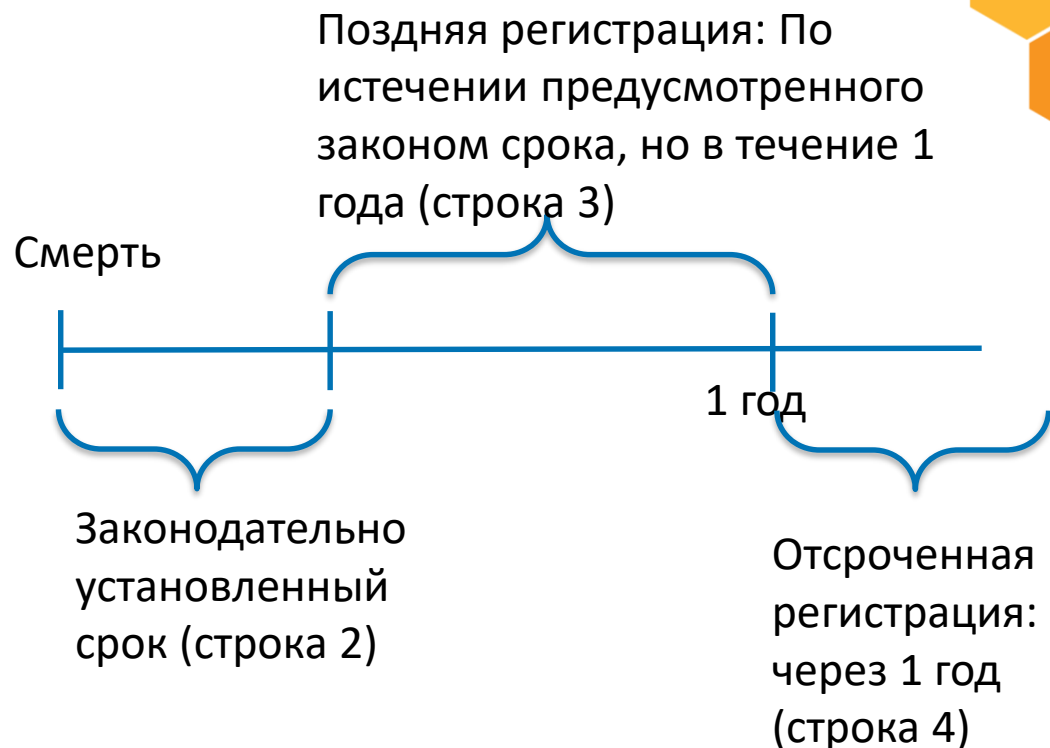 Поздняя регистрация: По
истечении предусмотренного
законом срока, но в течение 1
года (строка 3)
Смерть
1 год
Законодательно
установленный
срок (строка 2)
Отсроченная
регистрация:
через 1 год
(строка 4)